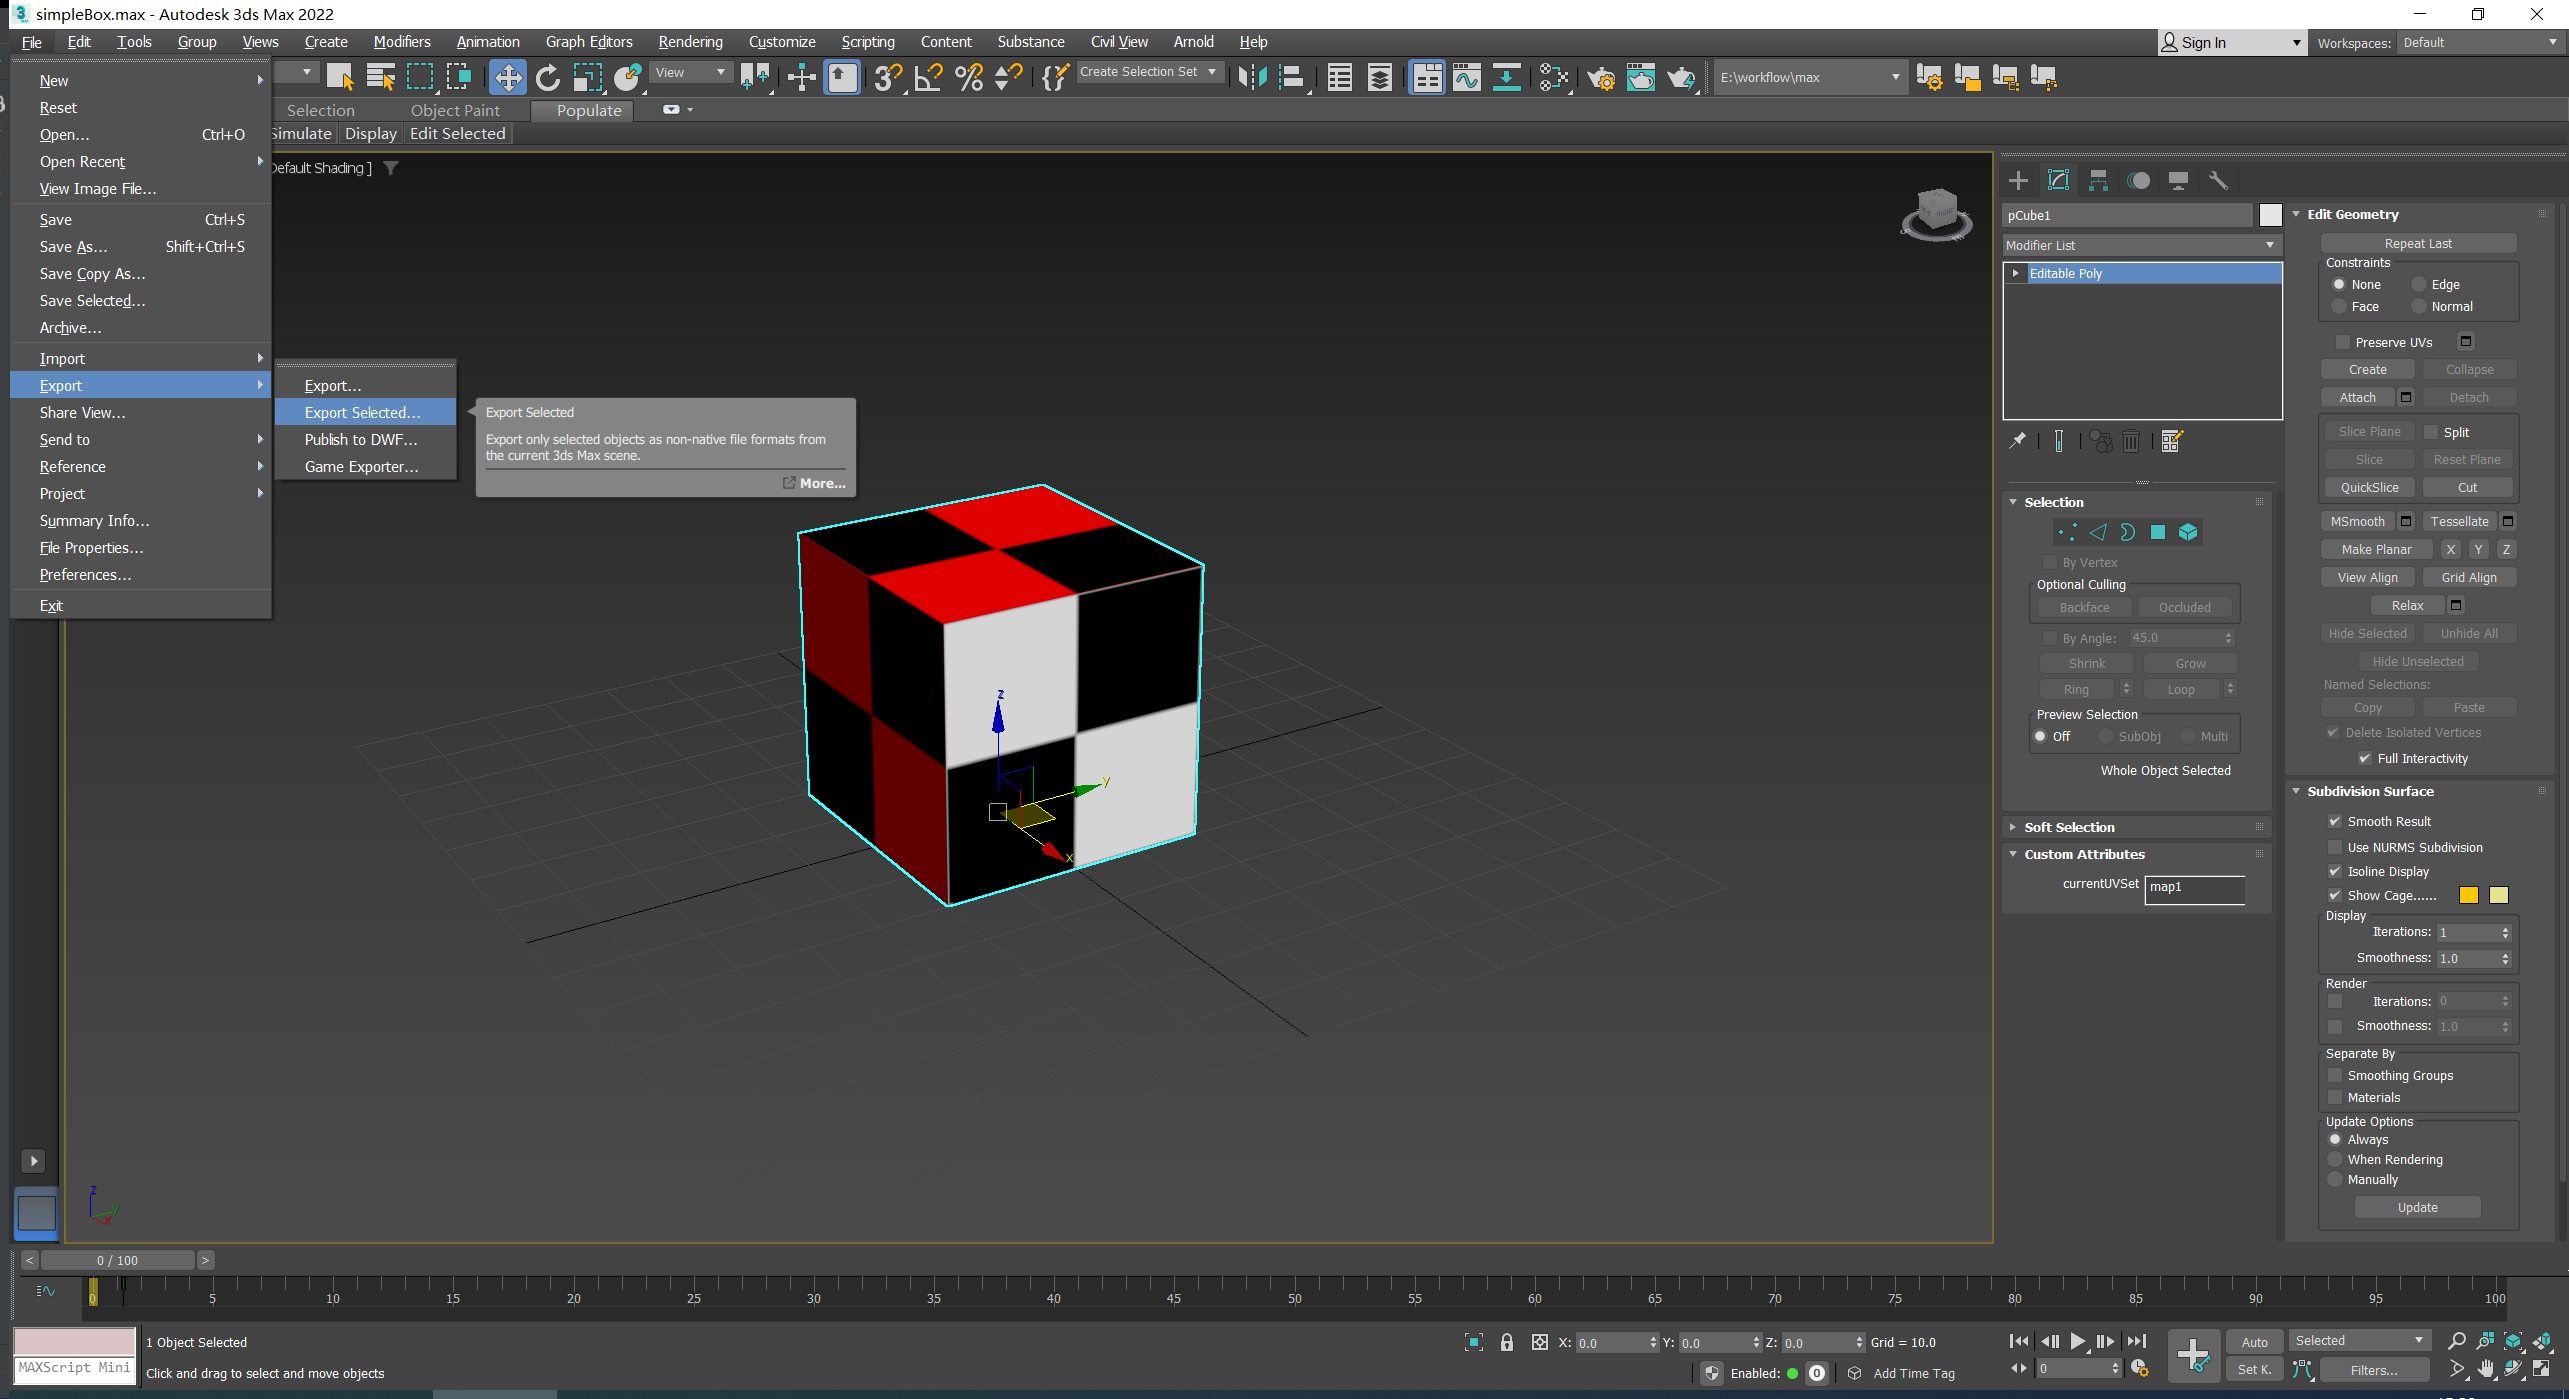 simpleBox.max - Autodesk 3ds Max 2022
File Edit Tools Group Views Create Modifiers Animation Graph Editors Rendering Customize Scripting Content Substance Civil View Arnold Help
Sign In
Workspaces: Default
View
Create Selection Set
E:\workflow\max
Selection Object Paint Populate
Simulate Display Edit Selected
Default Shading ]
New
Reset
Open... Ctrl+O
Open Recent
View Image File...
Save Ctrl+S
Save As... Shift+Ctrl+S
Save Copy As...
Save Selected...
Archive...
Import
Export
Share View...
Send to
Reference
Project
Summary Info...
File Properties...
Preferences...
Exit
Export...
Export Selected...
Publish to DWF...
Game Exporter...
Export Selected
Export only selected objects as non-native file formats from
the current 3ds Max scene.
More...
RIGHT
z
y
x
z
y
x
pCube1
Modifier List
Editable Poly
Selection
By Vertex
Optional Culling
Backface Occluded
By Angle: 45.0
Shrink Grow
Ring Loop
Preview Selection
Off SubObj Multi
Whole Object Selected
Soft Selection
Custom Attributes
currentUVSet map1
Edit Geometry
Repeat Last
Constraints
None Edge
Face Normal
Preserve UVs
Create Collapse
Attach Detach
Slice Plane Split
Slice Reset Plane
QuickSlice Cut
MSmooth Tessellate
Make Planar X Y Z
View Align Grid Align
Relax
Hide Selected Unhide All
Hide Unselected
Named Selections:
Copy Paste
Delete Isolated Vertices
Full Interactivity
Subdivision Surface
Smooth Result
Use NURMS Subdivision
Isoline Display
Show Cage......
Display
Iterations: 1
Smoothness: 1.0
Render
Iterations: 0
Smoothness: 1.0
Separate By
Smoothing Groups
Materials
Update Options
Always
When Rendering
Manually
Update
< 0 / 100 >
0 5 10 15 20 25 30 35 40 45 50 55 60 65 70 75 80 85 90 95 100
MAXScript Mini
1 Object Selected
Click and drag to select and move objects
X: 0.0 Y: 0.0 Z: 0.0 Grid = 10.0
Enabled: 0 Add Time Tag
0
Auto Selected
Set K. Filters...